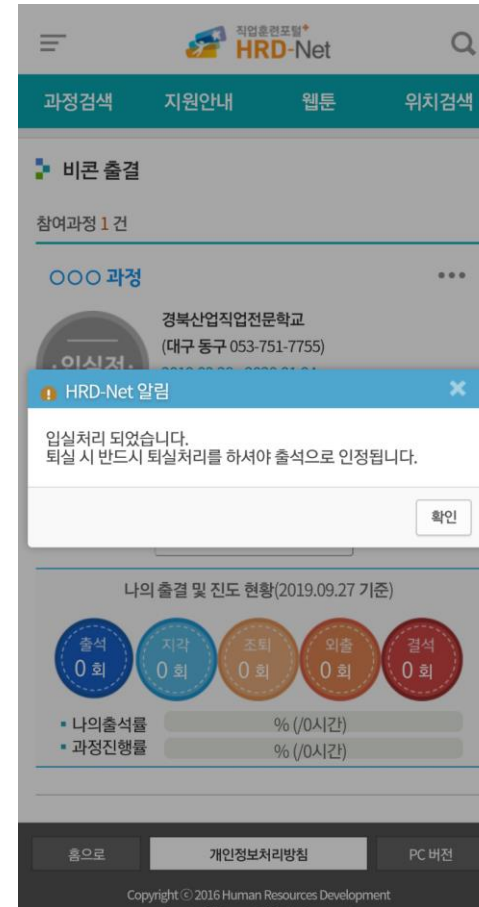 직업훈련포털
HRD-Net
과정검색 지원안내 웹툰 위치검색
비콘 출결
참여과정 1 건
○○○ 과정
경북산업직업전문학교
(대구 동구 053-751-7755)
HRD-Net 알림
입실처리 되었습니다.
퇴실 시 반드시 퇴실처리를 하셔야 출석으로 인정됩니다.
확인
나의 출결 및 진도 현황(2019.09.27 기준)
출석 지각 조퇴 외출 결석
0 회 0 회 0 회 0 회 0 회
나의출석률 % (/0시간)
과정진행률 % (/0시간)
홈으로 개인정보처리방침 PC 버전
Copyright ⓒ 2016 Human Resources Development